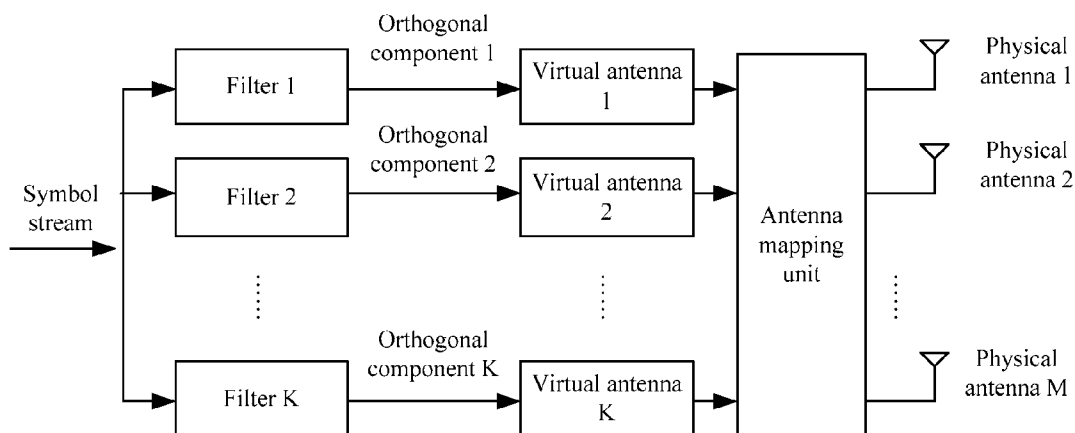 Symbol
stream
Filter 1
Orthogonal
component 1
Virtual antenna
1
Filter 2
Orthogonal
component 2
Virtual antenna
2
Filter K
Orthogonal
component K
Virtual antenna
K
Antenna
mapping
unit
Physical
antenna 1
Physical
antenna 2
Physical
antenna M